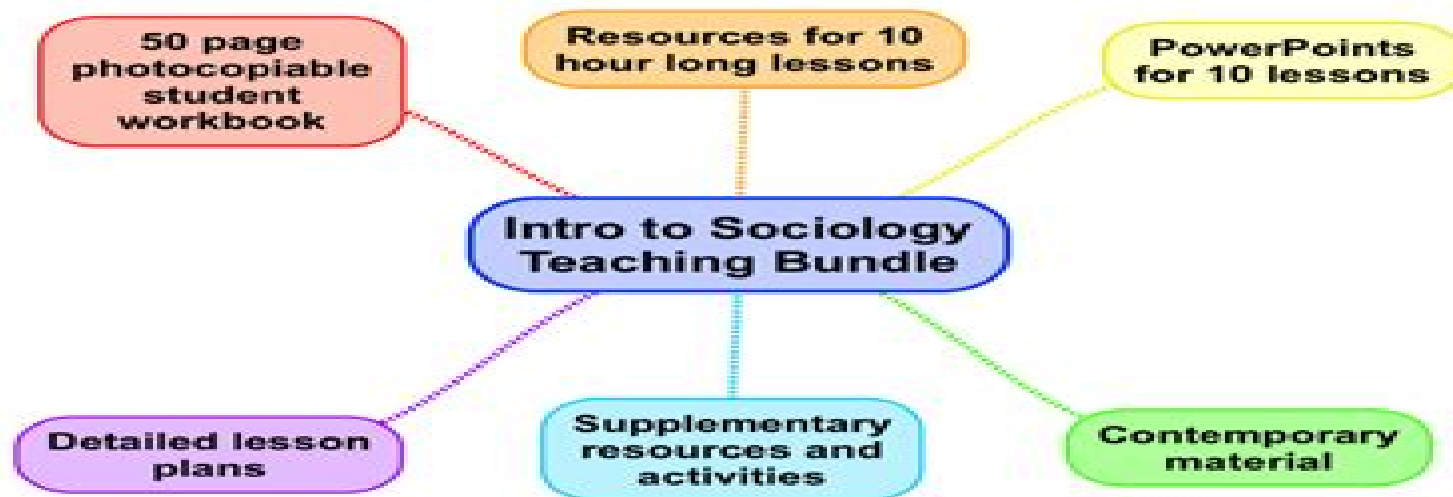 50 page
photocopiable
student
workbook
Resources for 10
hour long lessons
PowerPoints
for 10 lessons
Intro to Sociology
Teaching Bundle
Detailed lesson
plans
Supplementary
resources and
activities
Contemporary
material